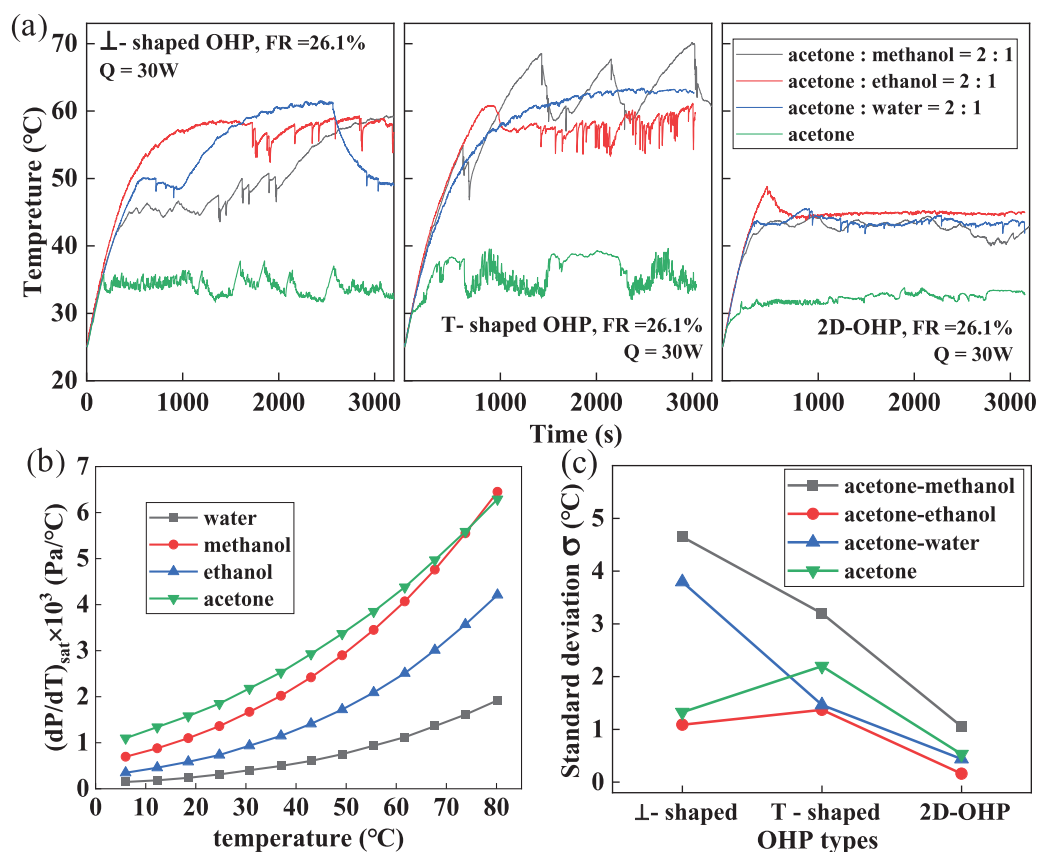 (a)
⊥- shaped OHP, FR =26.1%
Q = 30W
T- shaped OHP, FR =26.1%
Q = 30W
2D-OHP, FR =26.1%
Q = 30W
acetone : methanol = 2 : 1
acetone : ethanol = 2 : 1
acetone : water = 2 : 1
acetone
Tempreture (°C)
70
60
50
40
30
20
0 1000 2000 3000 1000 2000 3000 1000 2000 3000
Time (s)
(b)
(dP/dT)sat×10³ (Pa/°C)
7
6
5
4
3
2
1
0
water
methanol
ethanol
acetone
0 10 20 30 40 50 60 70 80
temperature (°C)
(c)
Standard deviation σ (°C)
5
4
3
2
1
0
acetone-methanol
acetone-ethanol
acetone-water
acetone
⊥- shaped T - shaped 2D-OHP
OHP types